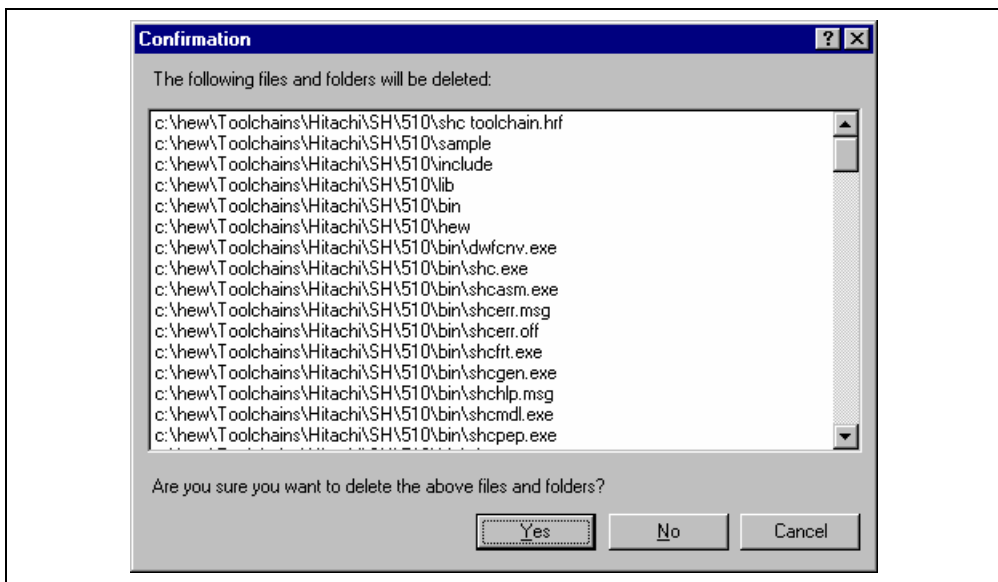 Confirmation
The following files and folders will be deleted:
c:\hew\Toolchains\Hitachi\SH\510\shc toolchain.hrf
c:\hew\Toolchains\Hitachi\SH\510\sample
c:\hew\Toolchains\Hitachi\SH\510\include
c:\hew\Toolchains\Hitachi\SH\510\lib
c:\hew\Toolchains\Hitachi\SH\510\bin
c:\hew\Toolchains\Hitachi\SH\510\hew
c:\hew\Toolchains\Hitachi\SH\510\bin\dwfcnv.exe
c:\hew\Toolchains\Hitachi\SH\510\bin\shc.exe
c:\hew\Toolchains\Hitachi\SH\510\bin\shcasm.exe
c:\hew\Toolchains\Hitachi\SH\510\bin\shcerr.msg
c:\hew\Toolchains\Hitachi\SH\510\bin\shcerr.off
c:\hew\Toolchains\Hitachi\SH\510\bin\shcfrt.exe
c:\hew\Toolchains\Hitachi\SH\510\bin\shcgen.exe
c:\hew\Toolchains\Hitachi\SH\510\bin\shchlp.msg
c:\hew\Toolchains\Hitachi\SH\510\bin\shcmdl.exe
c:\hew\Toolchains\Hitachi\SH\510\bin\shcpep.exe
Are you sure you want to delete the above files and folders?
Yes No Cancel